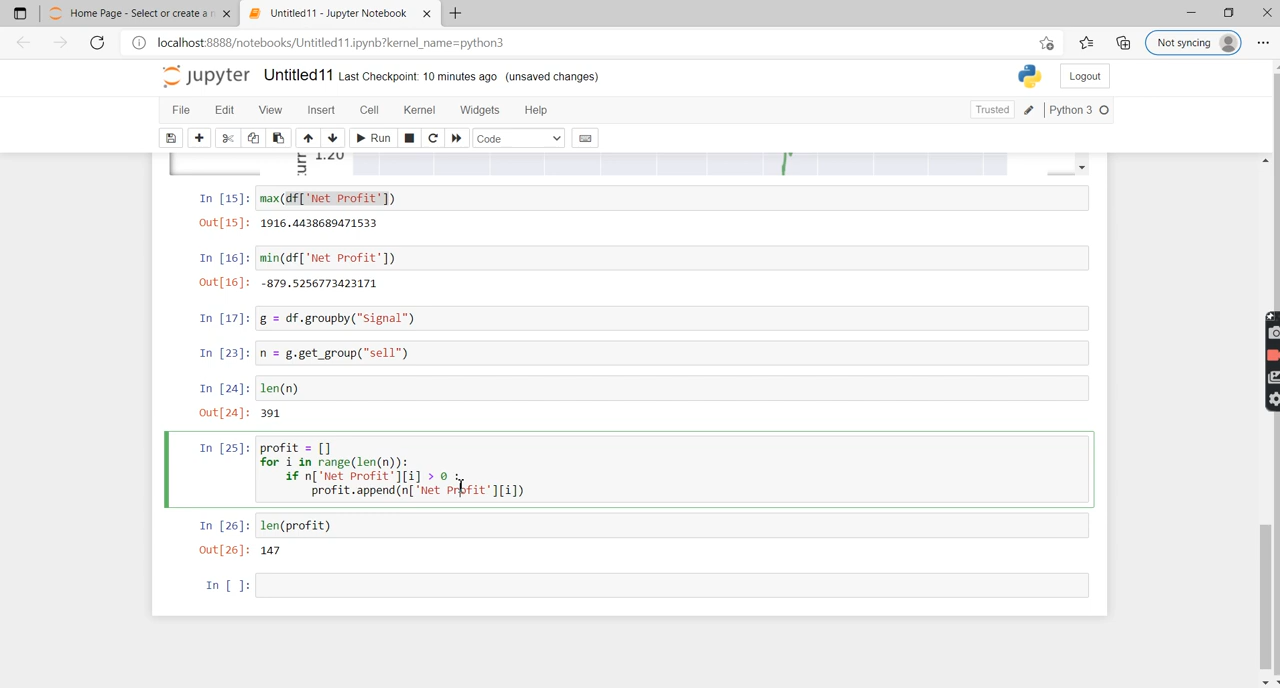 Home Page - Select or create a n
Untitled11 - Jupyter Notebook
localhost:8888/notebooks/Untitled11.ipynb?kernel_name=python3
Not syncing
jupyter Untitled11 Last Checkpoint: 10 minutes ago (unsaved changes)
Logout
File Edit View Insert Cell Kernel Widgets Help
Trusted
Python 3
Run
Code
1.20
In [15]: max(df['Net Profit'])
Out[15]: 1916.4438689471533
In [16]: min(df['Net Profit'])
Out[16]: -879.5256773423171
In [17]: g = df.groupby("Signal")
In [23]: n = g.get_group("sell")
In [24]: len(n)
Out[24]: 391
In [25]: profit = []
for i in range(len(n)):
if n['Net Profit'][i] > 0 :
profit.append(n['Net Profit'][i])
In [26]: len(profit)
Out[26]: 147
In [ ]: